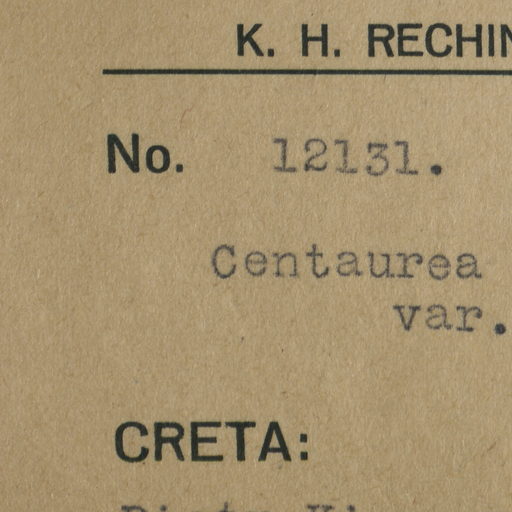 K. H. RECHIN
No. 12131.
Centaurea
var.
CRETA: